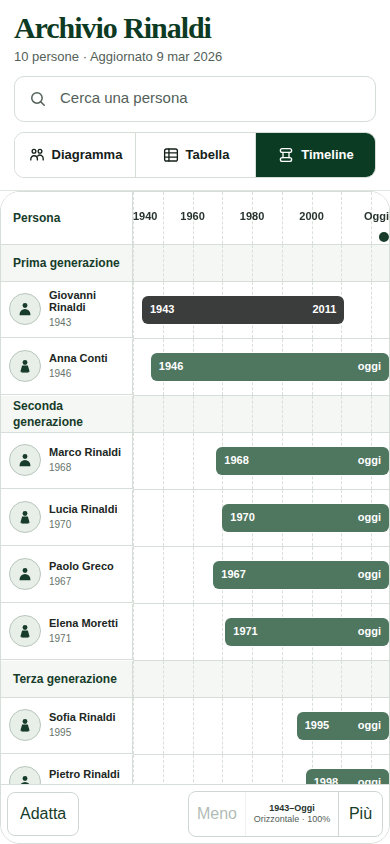 Archivio Rinaldi
10 persone · Aggiornato 9 mar 2026
Cerca una persona
Diagramma
Tabella
Timeline
Persona
1940 1960 1980 2000 Oggi
Prima generazione
Giovanni
Rinaldi
1943
1943 2011
Anna Conti
1946
1946 oggi
Seconda
generazione
Marco Rinaldi
1968
1968 oggi
Lucia Rinaldi
1970
1970 oggi
Paolo Greco
1967
1967 oggi
Elena Moretti
1971
1971 oggi
Terza generazione
Sofia Rinaldi
1995
1995 oggi
Pietro Rinaldi
1998 oggi
Adatta
Meno
1943–Oggi
Orizzontale · 100%
Più